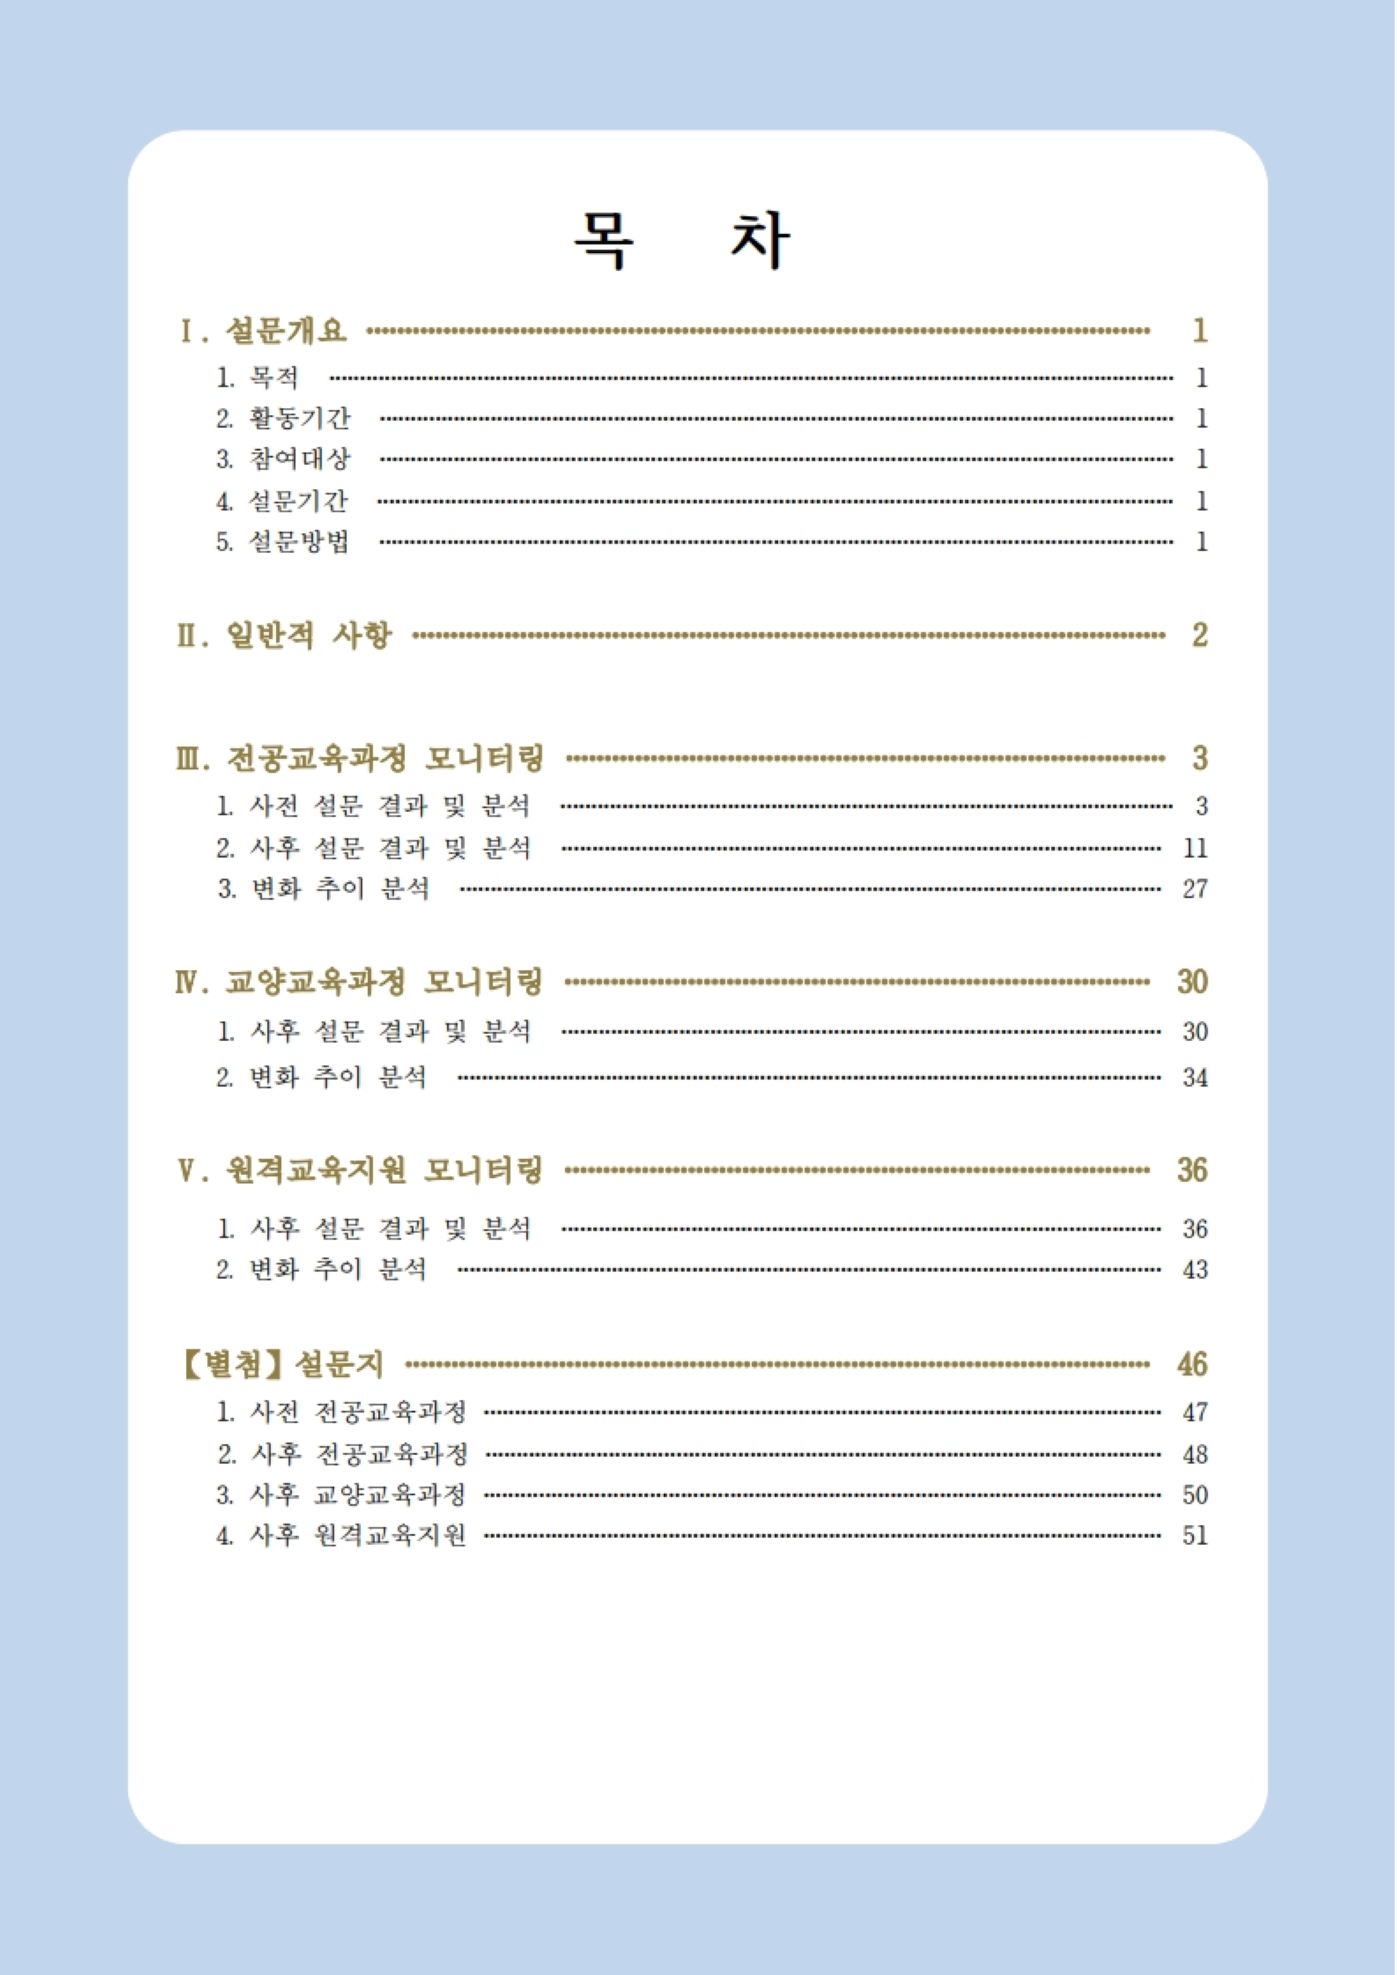 목 차
Ⅰ. 설문개요 1
1. 목적 1
2. 활동기간 1
3. 참여대상 1
4. 설문기간 1
5. 설문방법 1
Ⅱ. 일반적 사항 2
Ⅲ. 전공교육과정 모니터링 3
1. 사전 설문 결과 및 분석 3
2. 사후 설문 결과 및 분석 11
3. 변화 추이 분석 27
Ⅳ. 교양교육과정 모니터링 30
1. 사후 설문 결과 및 분석 30
2. 변화 추이 분석 34
Ⅴ. 원격교육지원 모니터링 36
1. 사후 설문 결과 및 분석 36
2. 변화 추이 분석 43
【별첨】 설문지 46
1. 사전 전공교육과정 47
2. 사후 전공교육과정 48
3. 사후 교양교육과정 50
4. 사후 원격교육지원 51